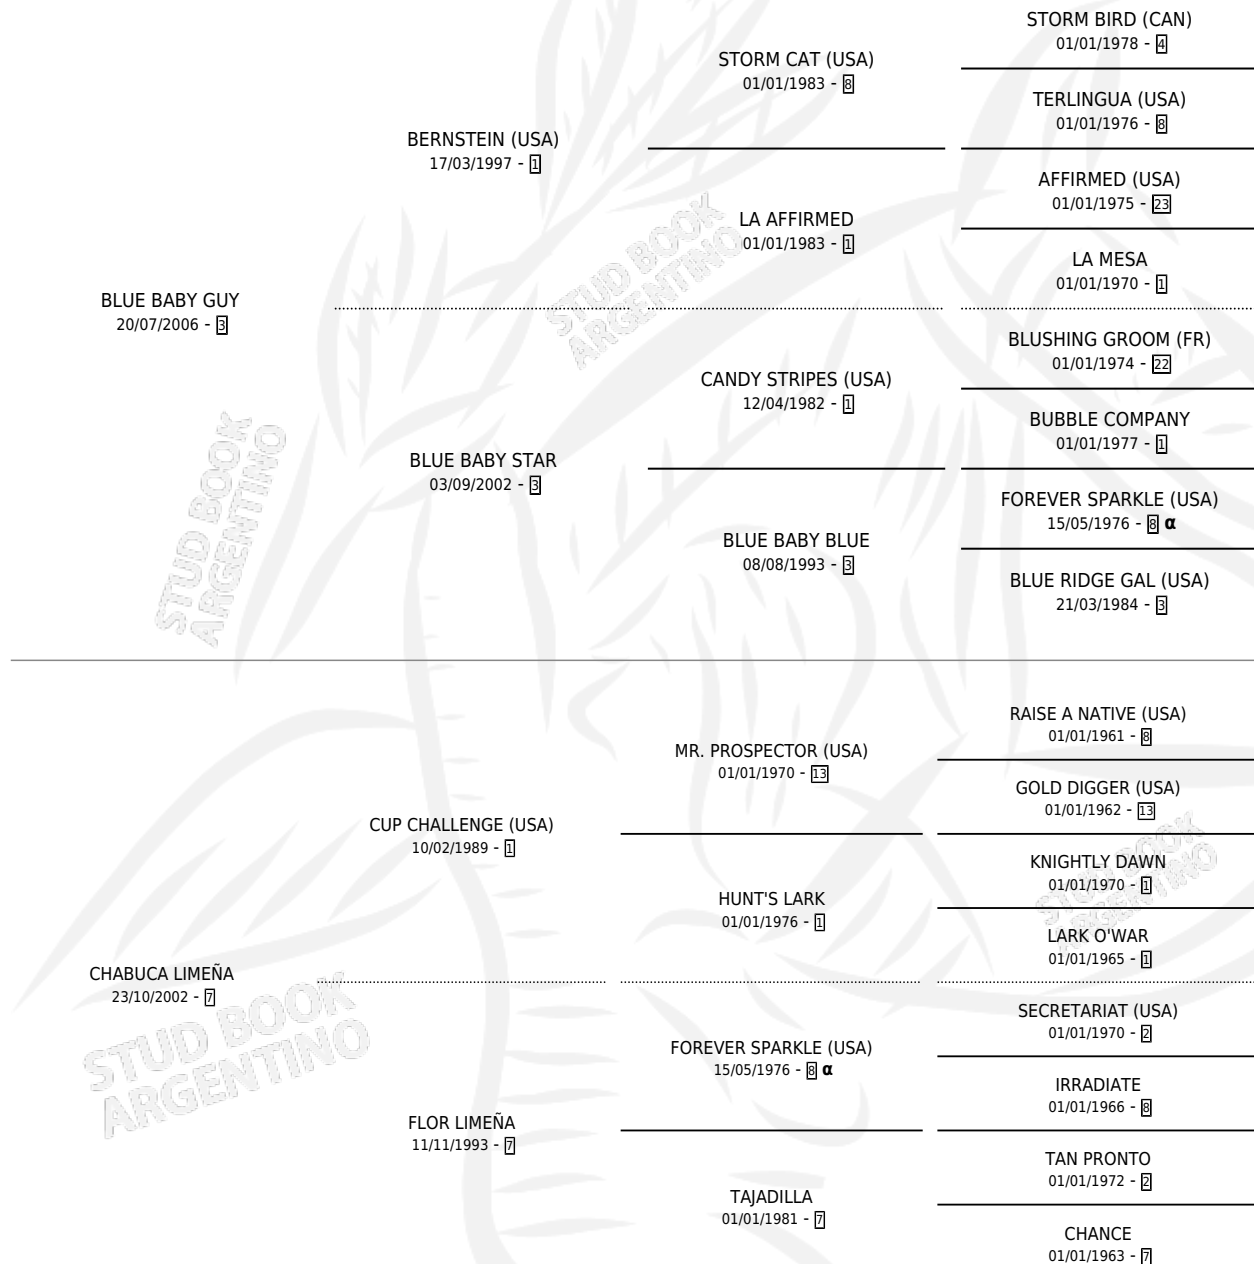 STORM BIRD (CAN)
01/01/1978 - 4
STORM CAT (USA)
01/01/1983 - 8
TERLINGUA (USA)
01/01/1976 - 8
BERNSTEIN (USA)
17/03/1997 - 1
AFFIRMED (USA)
01/01/1975 - 23
LA AFFIRMED
01/01/1983 - 1
LA MESA
01/01/1970 - 1
BLUE BABY GUY
20/07/2006 - 3
BLUSHING GROOM (FR)
01/01/1974 - 22
CANDY STRIPES (USA)
12/04/1982 - 1
BUBBLE COMPANY
01/01/1977 - 1
BLUE BABY STAR
03/09/2002 - 3
FOREVER SPARKLE (USA)
15/05/1976 - 8 α
BLUE BABY BLUE
08/08/1993 - 3
BLUE RIDGE GAL (USA)
21/03/1984 - 3
RAISE A NATIVE (USA)
01/01/1961 - 8
MR. PROSPECTOR (USA)
01/01/1970 - 13
GOLD DIGGER (USA)
01/01/1962 - 13
CUP CHALLENGE (USA)
10/02/1989 - 1
KNIGHTLY DAWN
01/01/1970 - 1
HUNT'S LARK
01/01/1976 - 1
LARK O'WAR
01/01/1965 - 1
CHABUCA LIMEÑA
23/10/2002 - 7
SECRETARIAT (USA)
01/01/1970 - 2
FOREVER SPARKLE (USA)
15/05/1976 - 8 α
IRRADIATE
01/01/1966 - 8
FLOR LIMEÑA
11/11/1993 - 7
TAN PRONTO
01/01/1972 - 2
TAJADILLA
01/01/1981 - 7
CHANCE
01/01/1963 - 7
STUD BOOK
ARGENTINO
STUD BOOK
ARGENTINO
STUD BOOK
ARGENTINO
STUD BOOK
ARGENTINO